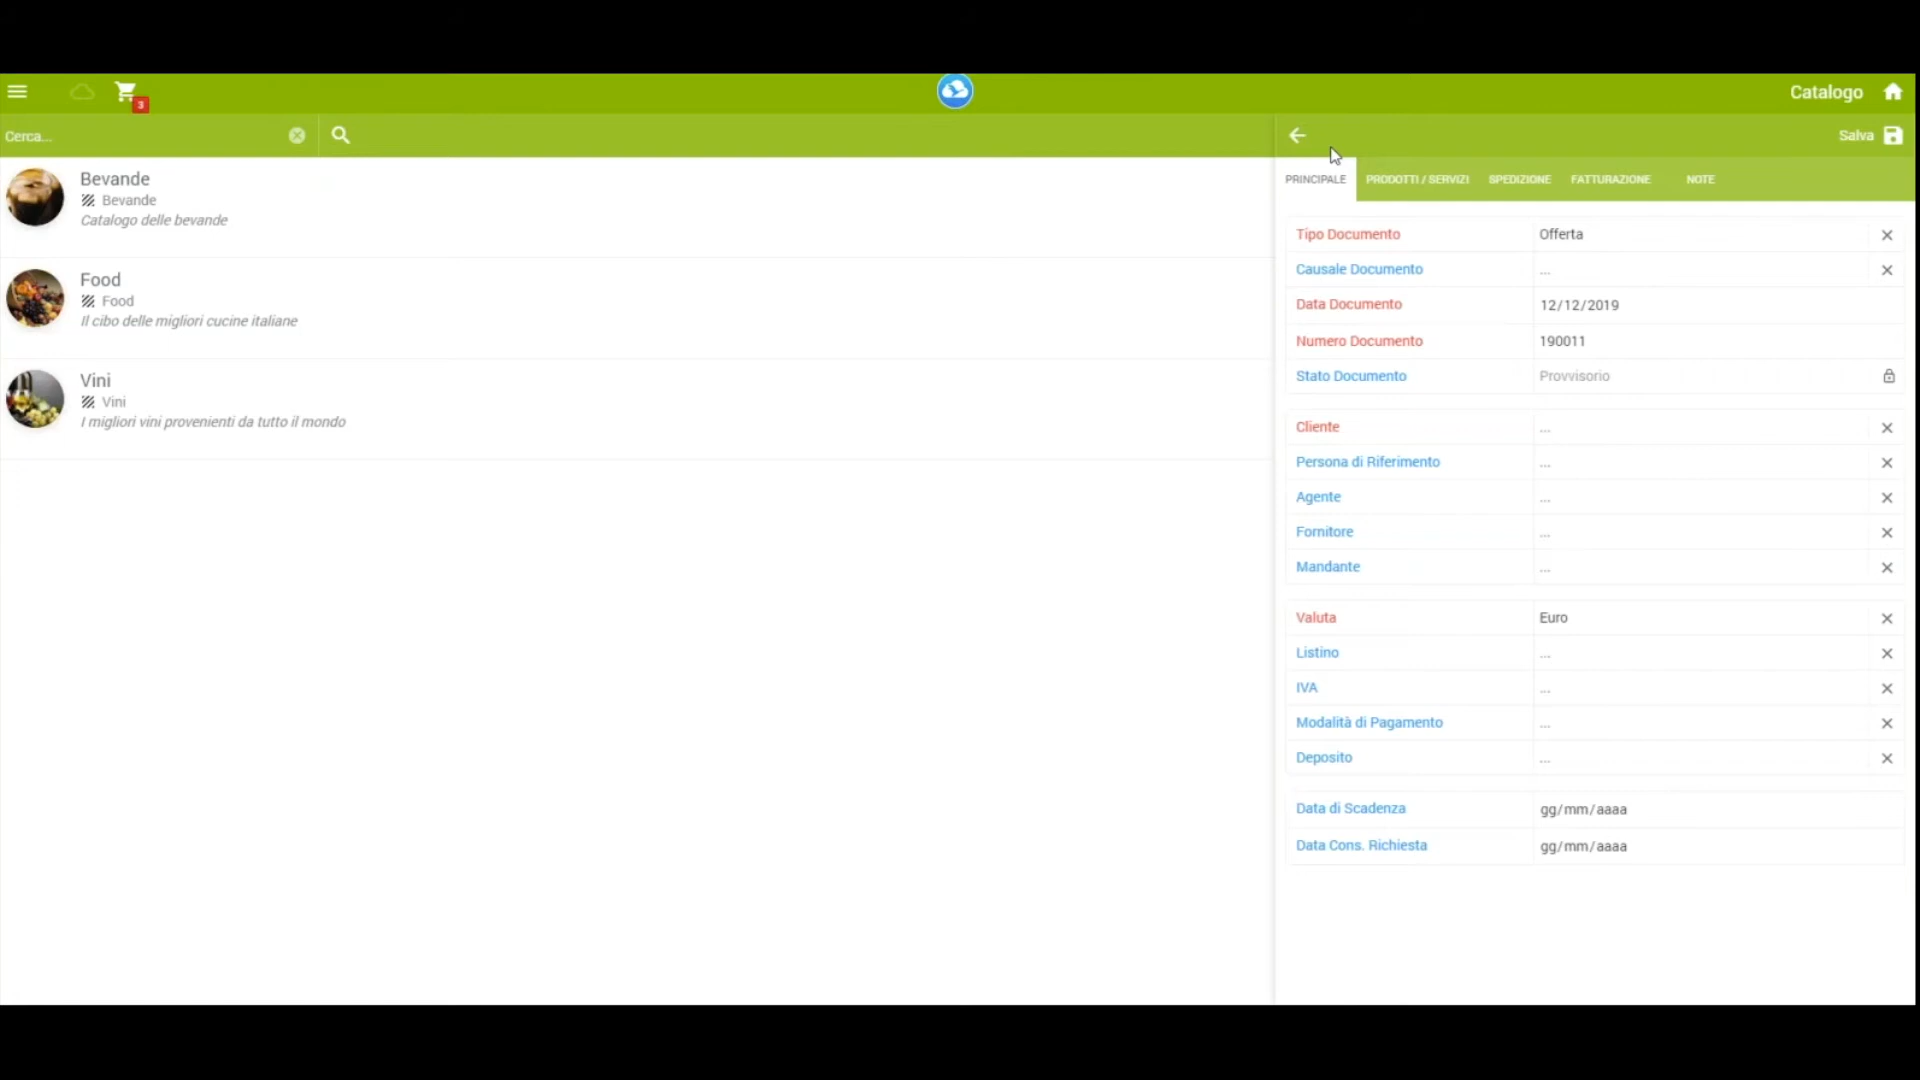 3
Catalogo
Cerca...
Salva
Bevande
Bevande
Catalogo delle bevande
Food
Food
Il cibo delle migliori cucine italiane
Vini
Vini
I migliori vini provenienti da tutto il mondo
PRINCIPALE PRODOTTI / SERVIZI SPEDIZIONE FATTURAZIONE NOTE
Tipo Documento Offerta
Causale Documento ...
Data Documento 12/12/2019
Numero Documento 190011
Stato Documento Provvisorio
Cliente ...
Persona di Riferimento ...
Agente ...
Fornitore ...
Mandante ...
Valuta Euro
Listino ...
IVA ...
Modalità di Pagamento ...
Deposito ...
Data di Scadenza gg/mm/aaaa
Data Cons. Richiesta gg/mm/aaaa